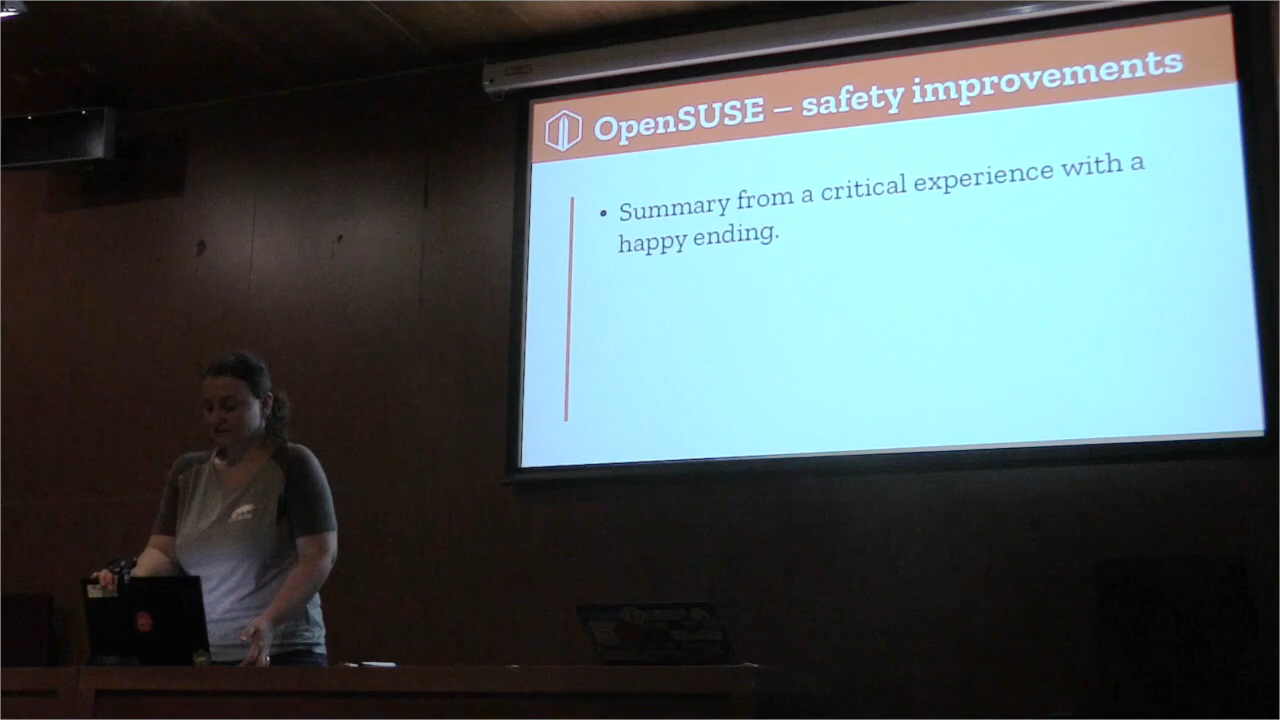 OpenSUSE – safety improvements
• Summary from a critical experience with a
happy ending.